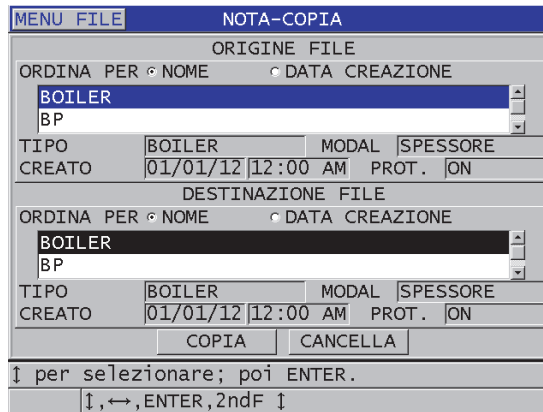 MENU FILE NOTA-COPIA
ORIGINE FILE
ORDINA PER NOME DATA CREAZIONE
BOILER
BP
TIPO BOILER MODAL SPESSORE
CREATO 01/01/12 12:00 AM PROT. ON
DESTINAZIONE FILE
ORDINA PER NOME DATA CREAZIONE
BOILER
BP
TIPO BOILER MODAL SPESSORE
CREATO 01/01/12 12:00 AM PROT. ON
COPIA CANCELLA
↕ per selezionare; poi ENTER.
↕,↔,ENTER,2ndF ↕